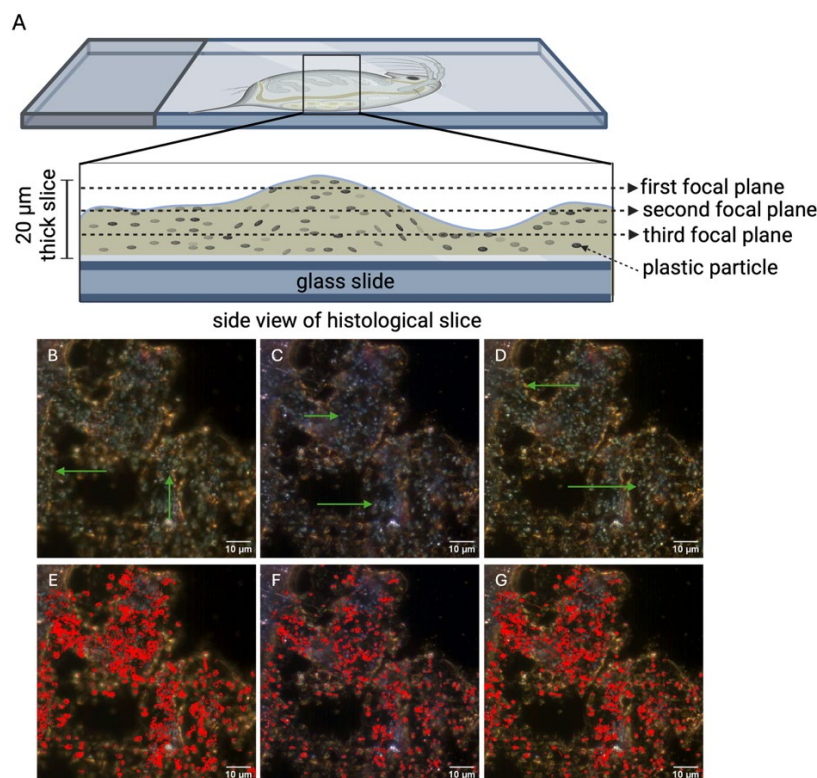 A
20 µm
thick slice
first focal plane
second focal plane
third focal plane
plastic particle
glass slide
side view of histological slice
B
10 µm
C
10 µm
D
10 µm
E
10 µm
F
10 µm
G
10 µm